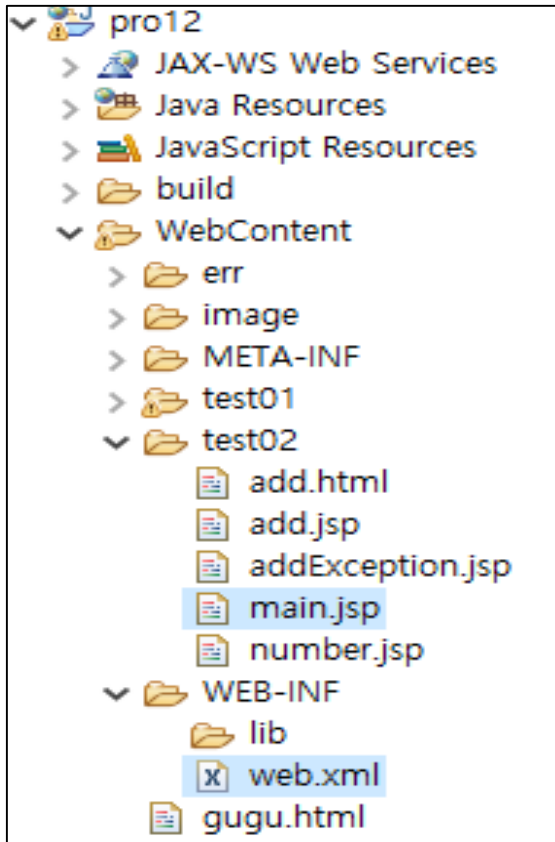 pro12
JAX-WS Web Services
Java Resources
JavaScript Resources
build
WebContent
err
image
META-INF
test01
test02
add.html
add.jsp
addException.jsp
main.jsp
number.jsp
WEB-INF
lib
web.xml
gugu.html